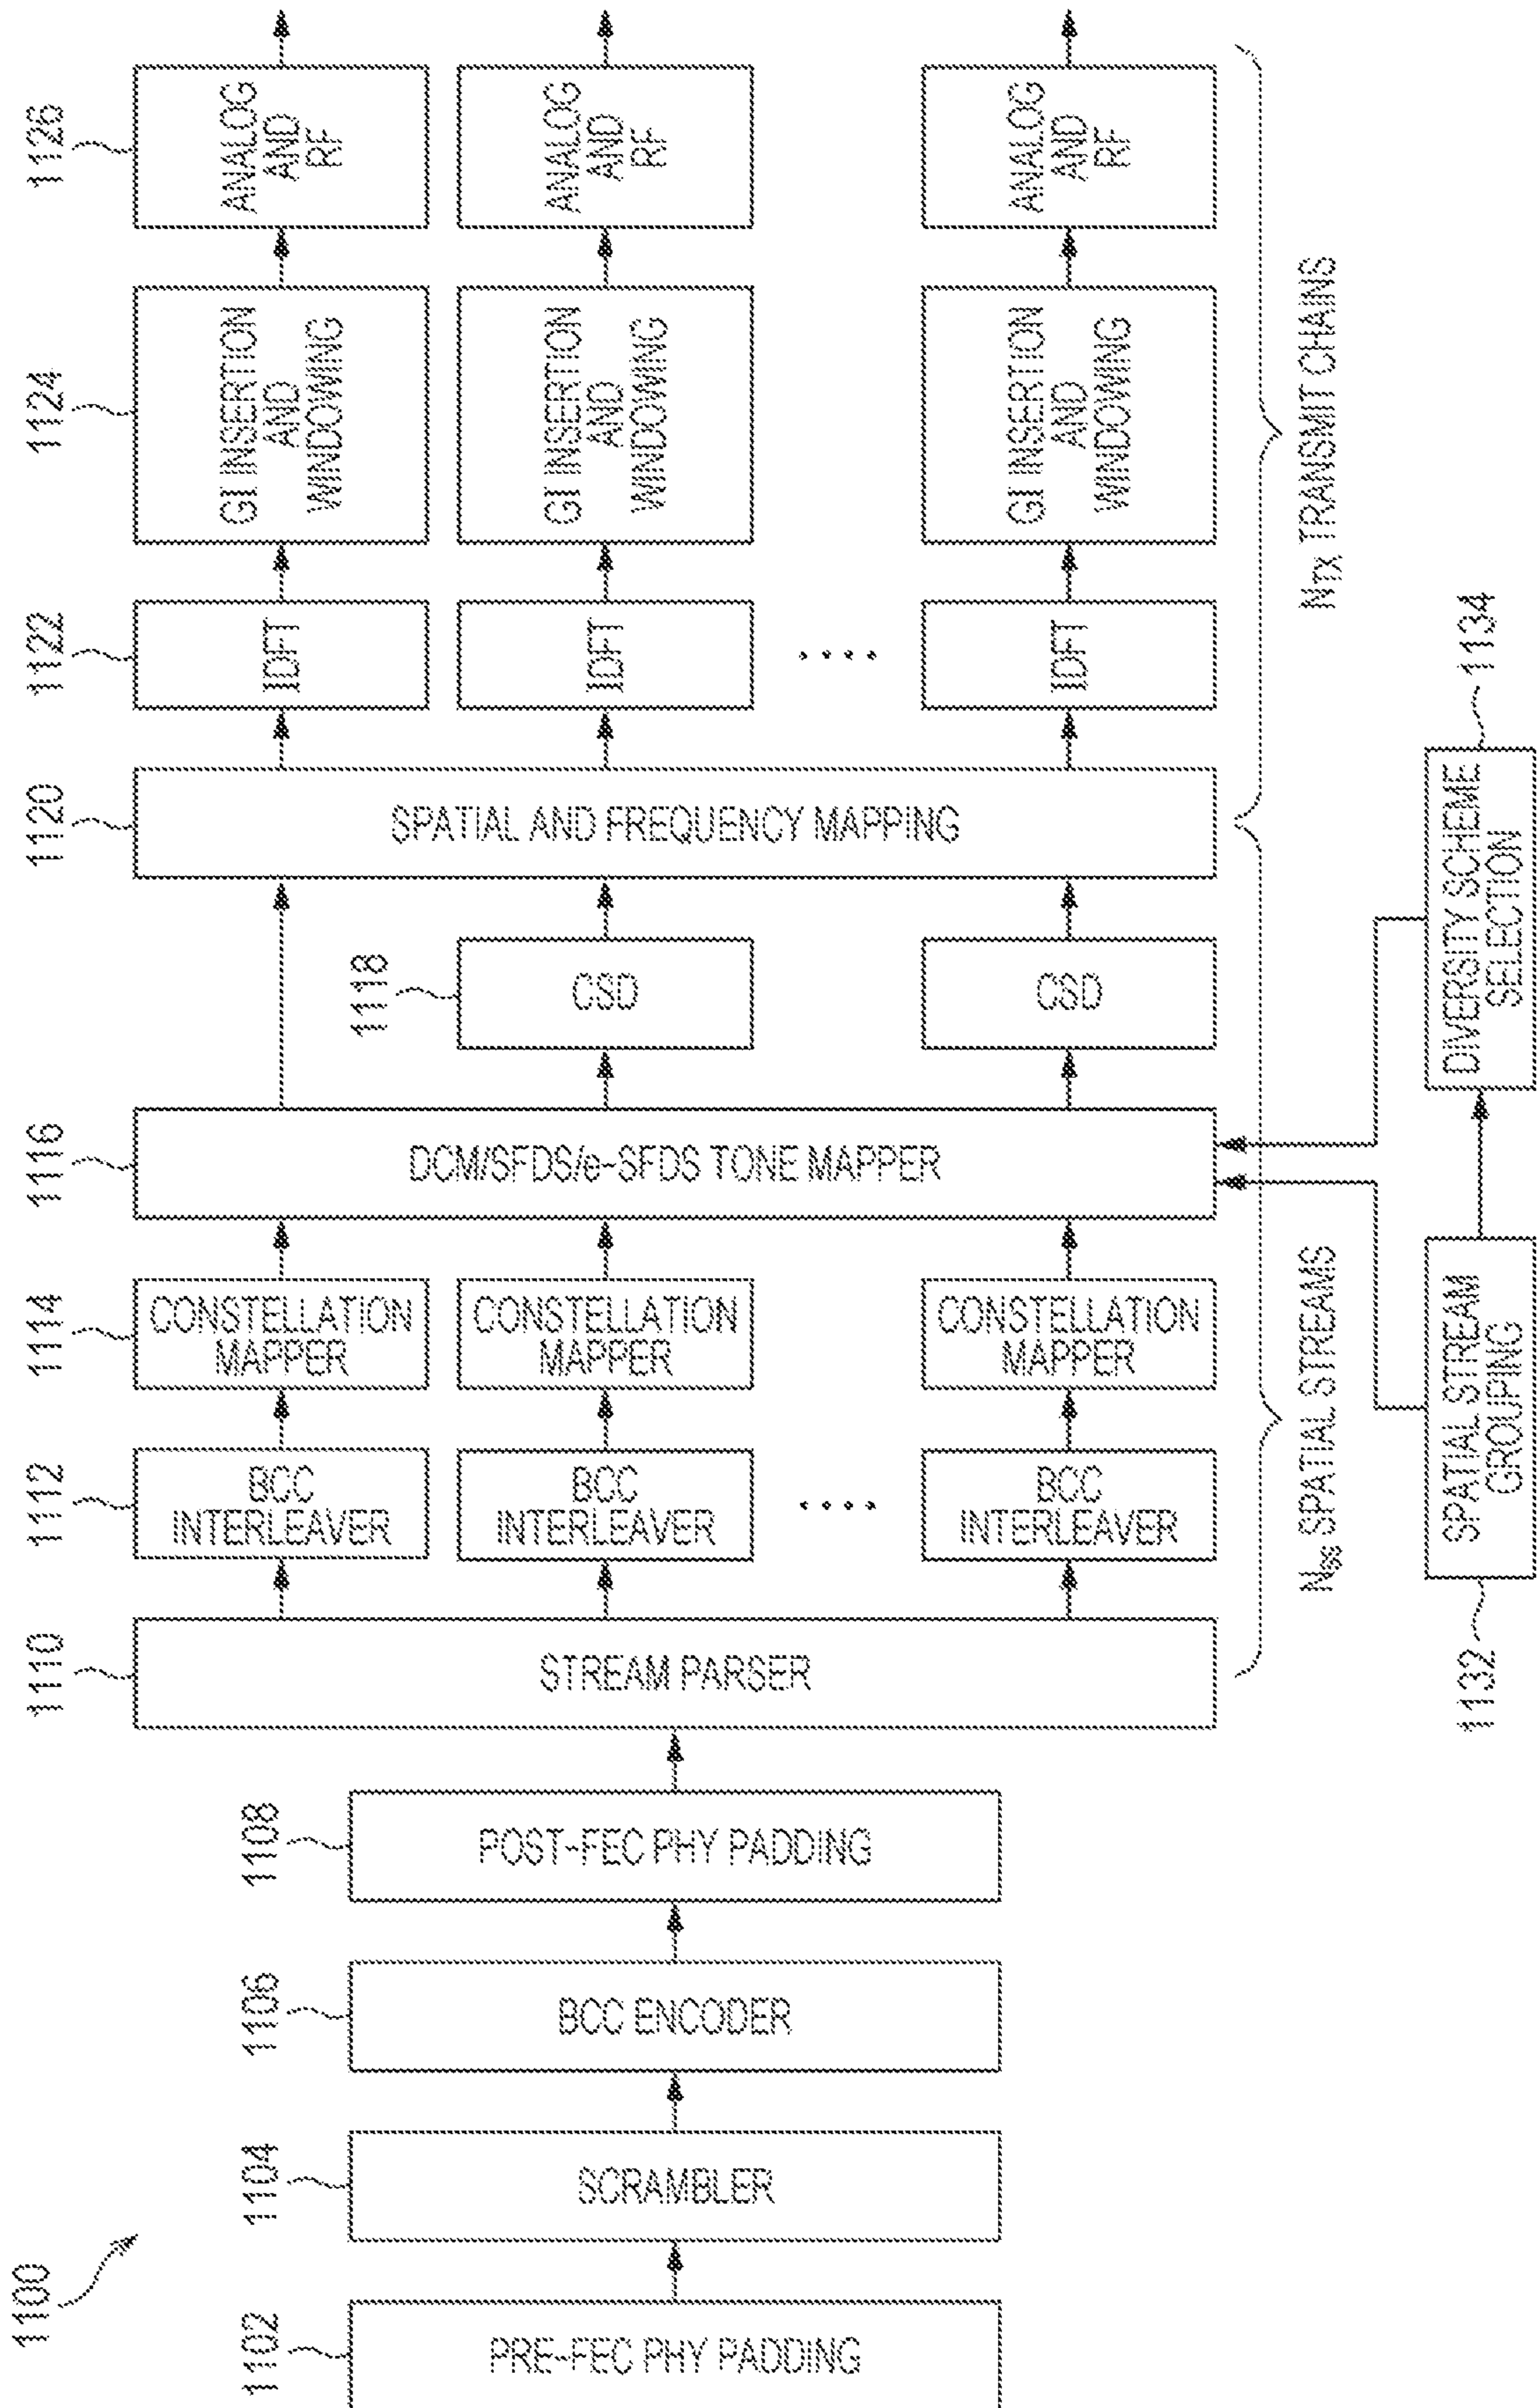 1100
1102
PRE-FEC PHY PADDING
1104
SCRAMBLER
1106
BCC ENCODER
1108
POST-FEC PHY PADDING
1110
STREAM PARSER
1112
BCC
INTERLEAVER
BCC
INTERLEAVER
....
BCC
INTERLEAVER
1114
CONSTELLATION
MAPPER
CONSTELLATION
MAPPER
CONSTELLATION
MAPPER
1116
DCM/SFDS/e-SFDS TONE MAPPER
1118
CSD
CSD
1120
SPATIAL AND FREQUENCY MAPPING
1122
IDFT
IDFT
....
IDFT
1124
GI INSERTION
AND
WINDOWING
GI INSERTION
AND
WINDOWING
GI INSERTION
AND
WINDOWING
1126
ANALOG
AND
RF
ANALOG
AND
RF
ANALOG
AND
RF
NSS SPATIAL STREAMS
NTX TRANSMIT CHAINS
1132
SPATIAL STREAM
GROUPING
DIVERSITY SCHEME
SELECTION
1134